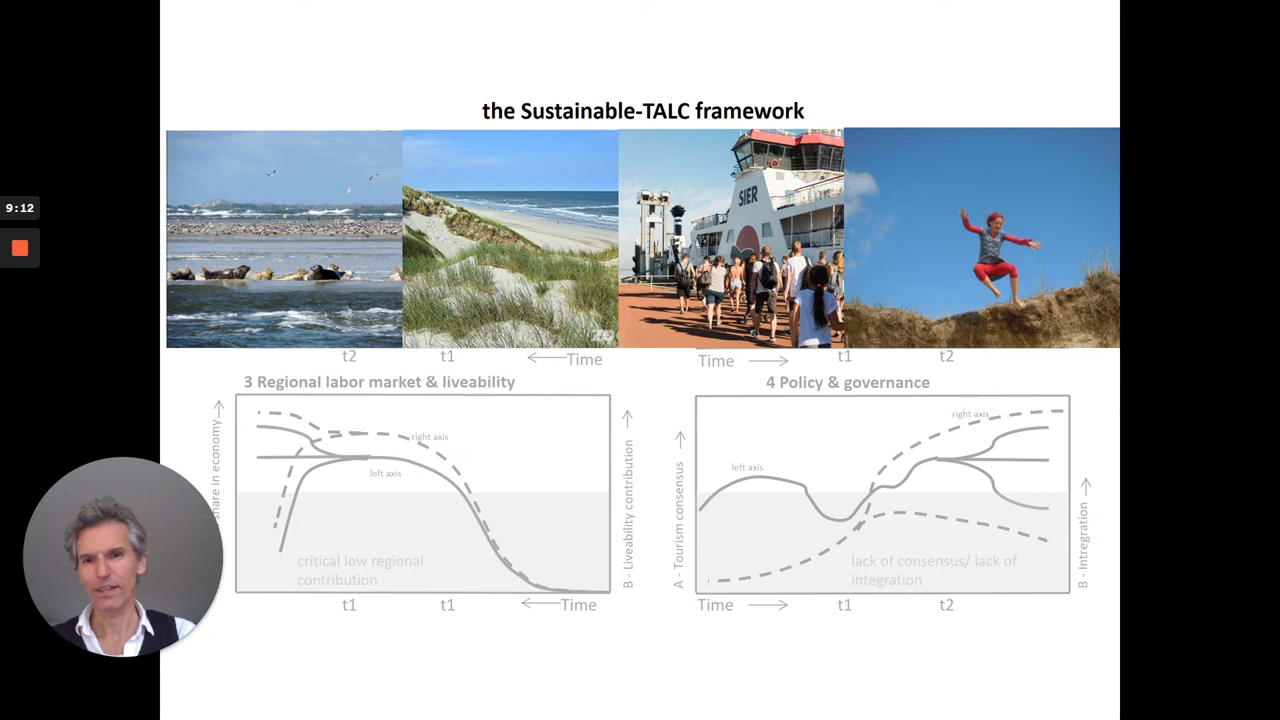 the Sustainable-TALC framework
9:12
SIER
t2
t1
Time
Time
t1
t2
3 Regional labor market & liveability
share in economy
right axis
left axis
critical low regional
contribution
B - Liveability contribution
t1
t1
Time
4 Policy & governance
A - Tourism consensus
left axis
right axis
lack of consensus/ lack of
integration
B - Intregration
Time
t1
t2